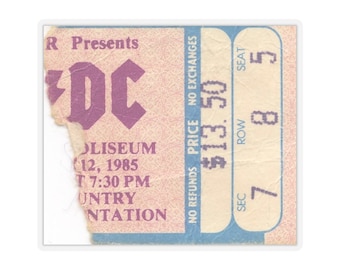 R Presents
⚡DC
OLISEUM
12, 1985
T 7:30 PM
UNTRY
NTATION
NO REFUNDS PRICE NO EXCHANGES
$13.50
SEC ROW SEAT
7 8 5